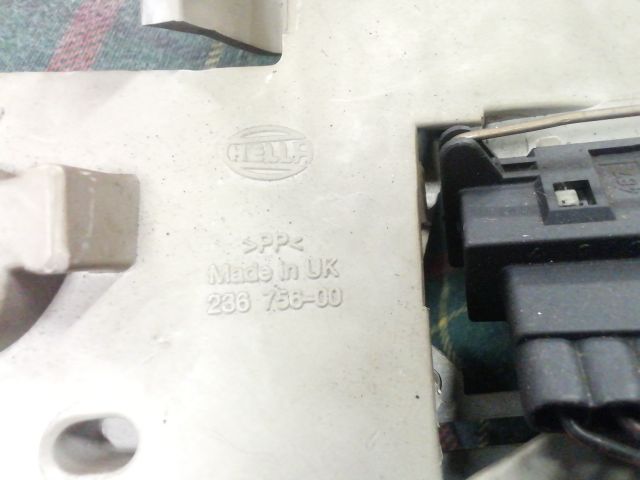 HELLA
>PP<
Made in UK
236 756-00